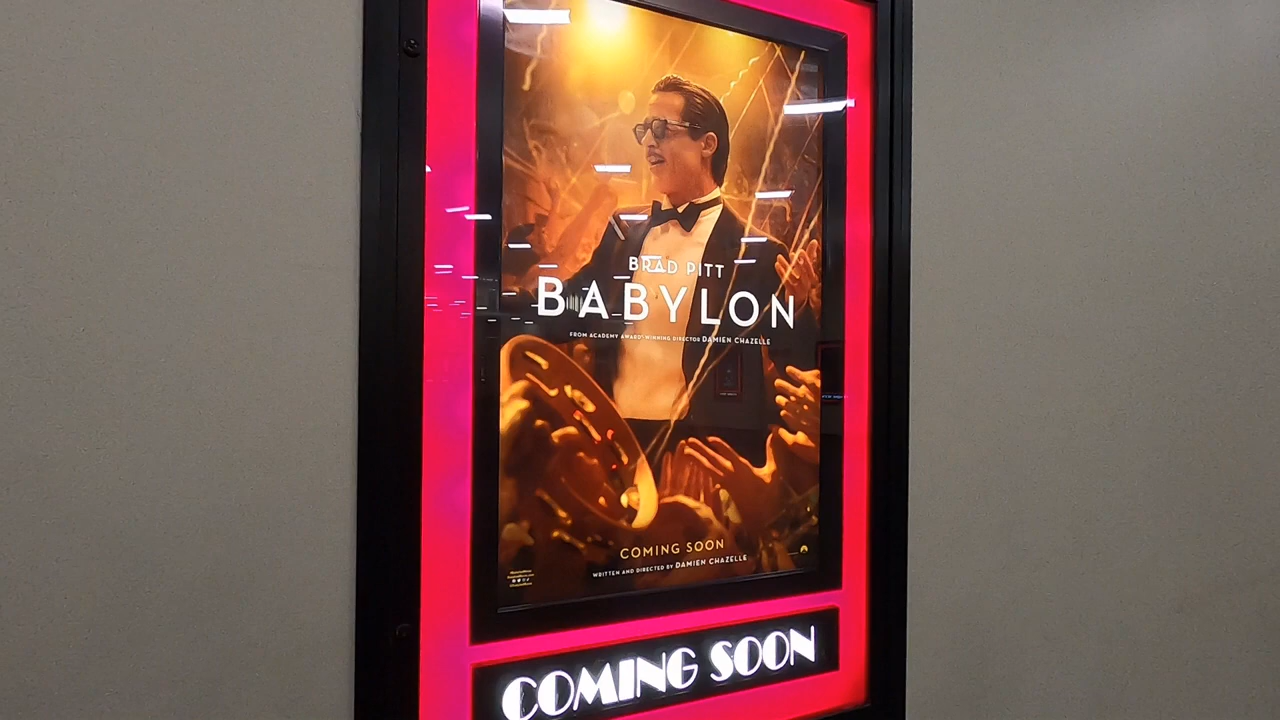 BRAD PITT
BABYLON
FROM ACADEMY AWARD® WINNING DIRECTOR DAMIEN CHAZELLE
COMING SOON
WRITTEN AND DIRECTED BY DAMIEN CHAZELLE
COMING SOON